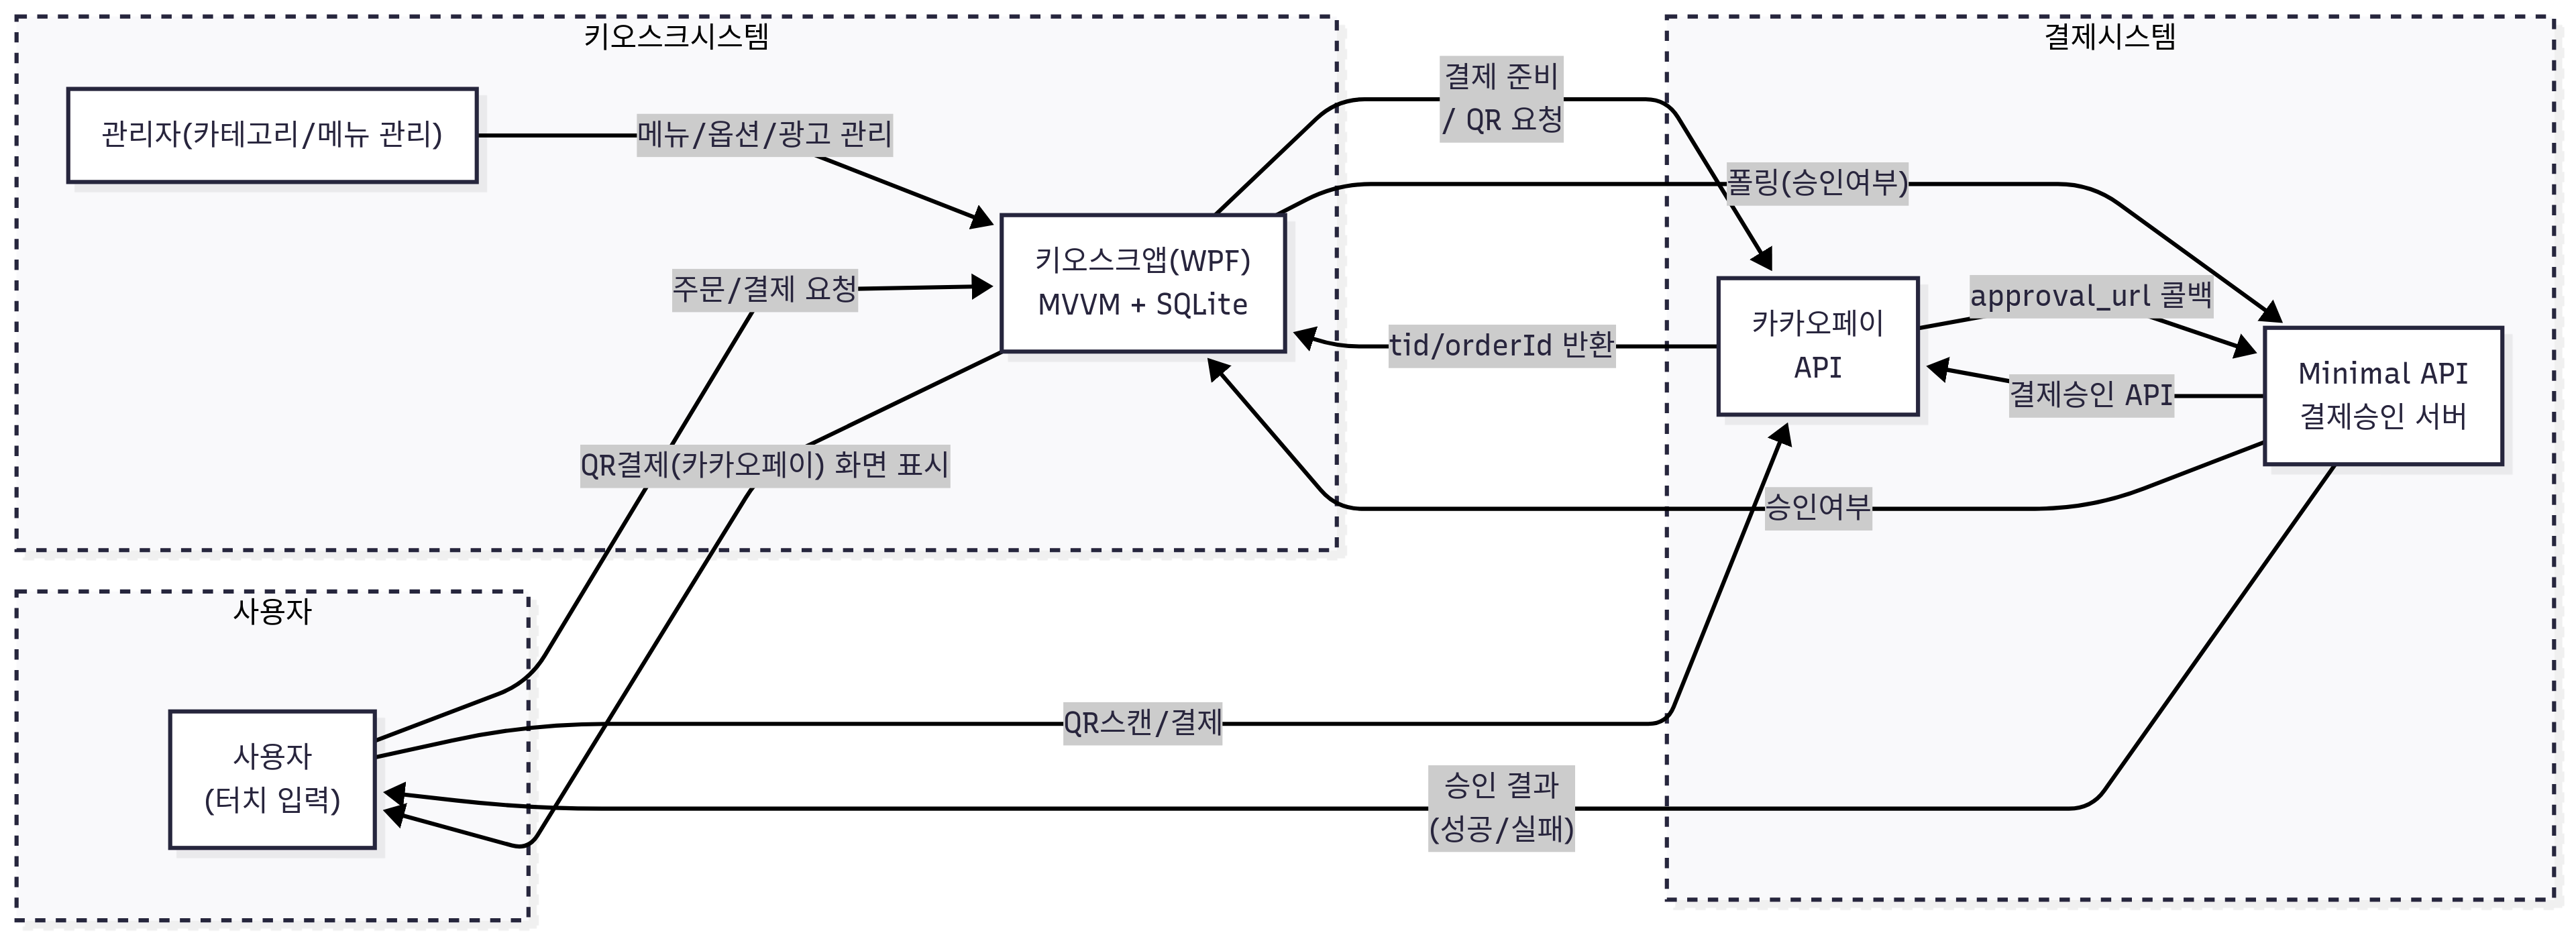 키오스크시스템
관리자(카테고리/메뉴 관리)
메뉴/옵션/광고 관리
키오스크앱(WPF)
MVVM + SQLite
주문/결제 요청
QR결제(카카오페이) 화면 표시
사용자
사용자
(터치 입력)
결제 준비
/ QR 요청
폴링(승인여부)
tid/orderId 반환
승인여부
QR스캔/결제
승인 결과
(성공/실패)
결제시스템
카카오페이
API
approval_url 콜백
결제승인 API
Minimal API
결제승인 서버